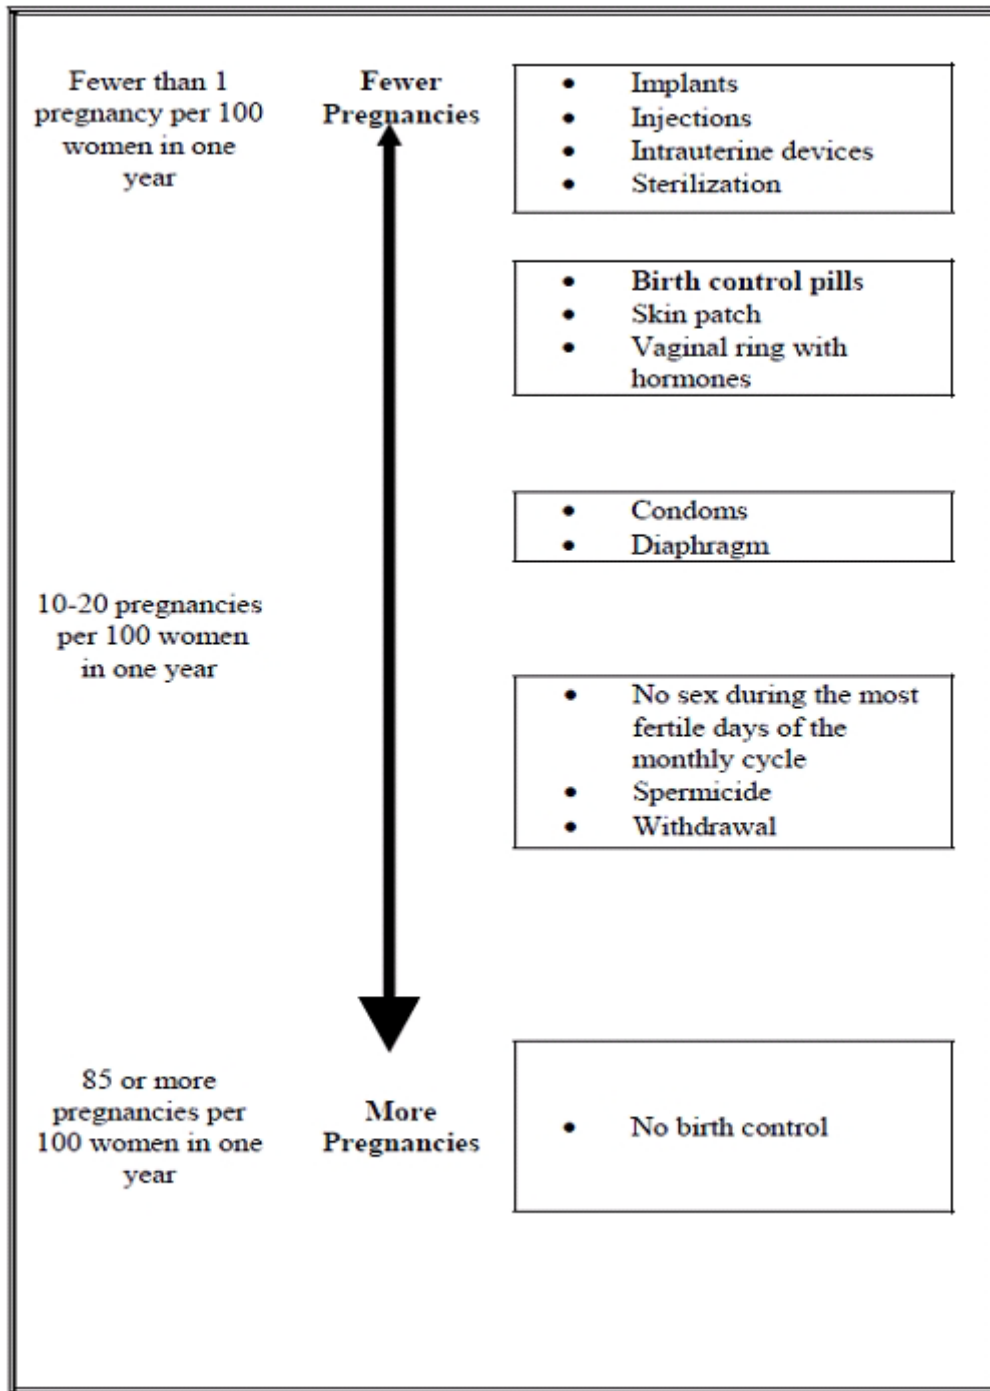 Fewer than 1
pregnancy per 100
women in one
year
Fewer
Pregnancies
• Implants
• Injections
• Intrauterine devices
• Sterilization
• Birth control pills
• Skin patch
• Vaginal ring with
hormones
• Condoms
• Diaphragm
10-20 pregnancies
per 100 women
in one year
• No sex during the most
fertile days of the
monthly cycle
• Spermicide
• Withdrawal
85 or more
pregnancies per
100 women in one
year
More
Pregnancies
• No birth control